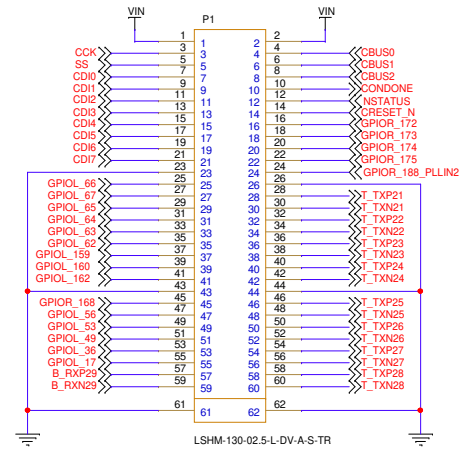 VIN P1 VIN
1 1 2 2
CCK 3 3 4 4 CBUS0
SS 5 5 6 6 CBUS1
CDI0 7 7 8 8 CBUS2
CDI1 9 9 10 10 CONDONE
CDI2 11 11 12 12 NSTATUS
CDI3 13 13 14 14 CRESET_N
CDI4 15 15 16 16 GPIOR_172
CDI5 17 17 18 18 GPIOR_173
CDI6 19 19 20 20 GPIOR_174
CDI7 21 21 22 22 GPIOR_175
23 23 24 24 GPIOR_188_PLLIN2
GPIOL_66 25 25 26 26
GPIOL_67 27 27 28 28 T_TXP21
GPIOL_65 29 29 30 30 T_TXN21
GPIOL_64 31 31 32 32 T_TXP22
GPIOL_63 33 33 34 34 T_TXN22
GPIOL_62 35 35 36 36 T_TXP23
GPIOL_159 37 37 38 38 T_TXN23
GPIOL_160 39 39 40 40 T_TXP24
GPIOL_162 41 41 42 42 T_TXN24
43 43 44 44
GPIOR_168 45 45 46 46 T_TXP25
GPIOL_56 47 47 48 48 T_TXN25
GPIOL_53 49 49 50 50 T_TXP26
GPIOL_49 51 51 52 52 T_TXN26
GPIOL_36 53 53 54 54 T_TXP27
GPIOL_17 55 55 56 56 T_TXN27
B_RXP29 57 57 58 58 T_TXP28
B_RXN29 59 59 60 60 T_TXN28
61 61 62 62
LSHM-130-02.5-L-DV-A-S-TR